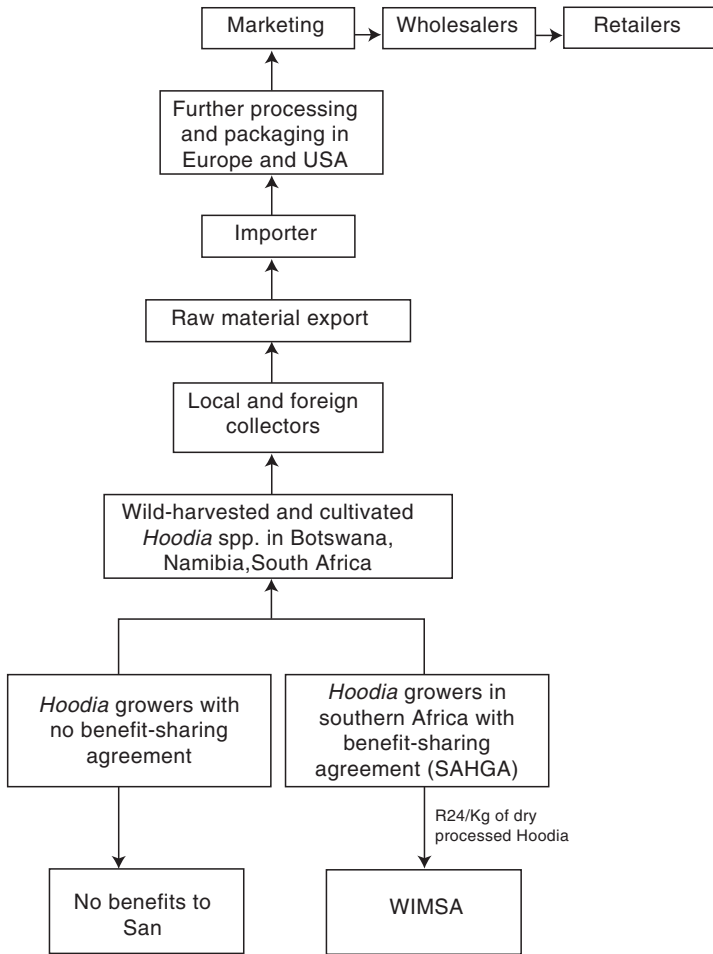 Marketing
Wholesalers
Retailers
Further processing
and packaging in
Europe and USA
Importer
Raw material export
Local and foreign
collectors
Wild-harvested and cultivated
Hoodia spp. in Botswana,
Namibia,South Africa
Hoodia growers with
no benefit-sharing
agreement
Hoodia growers in
southern Africa with
benefit-sharing
agreement (SAHGA)
R24/Kg of dry
processed Hoodia
No benefits to
San
WIMSA